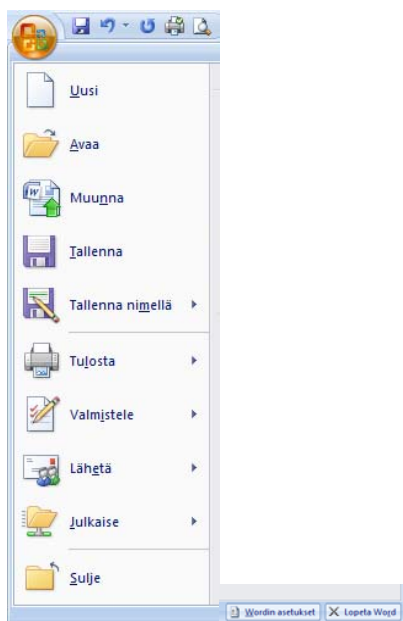 Uusi
Avaa
Muunna
Tallenna
Tallenna nimellä
Tulosta
Valmistele
Lähetä
Julkaise
Sulje
Wordin asetukset
Lopeta Word